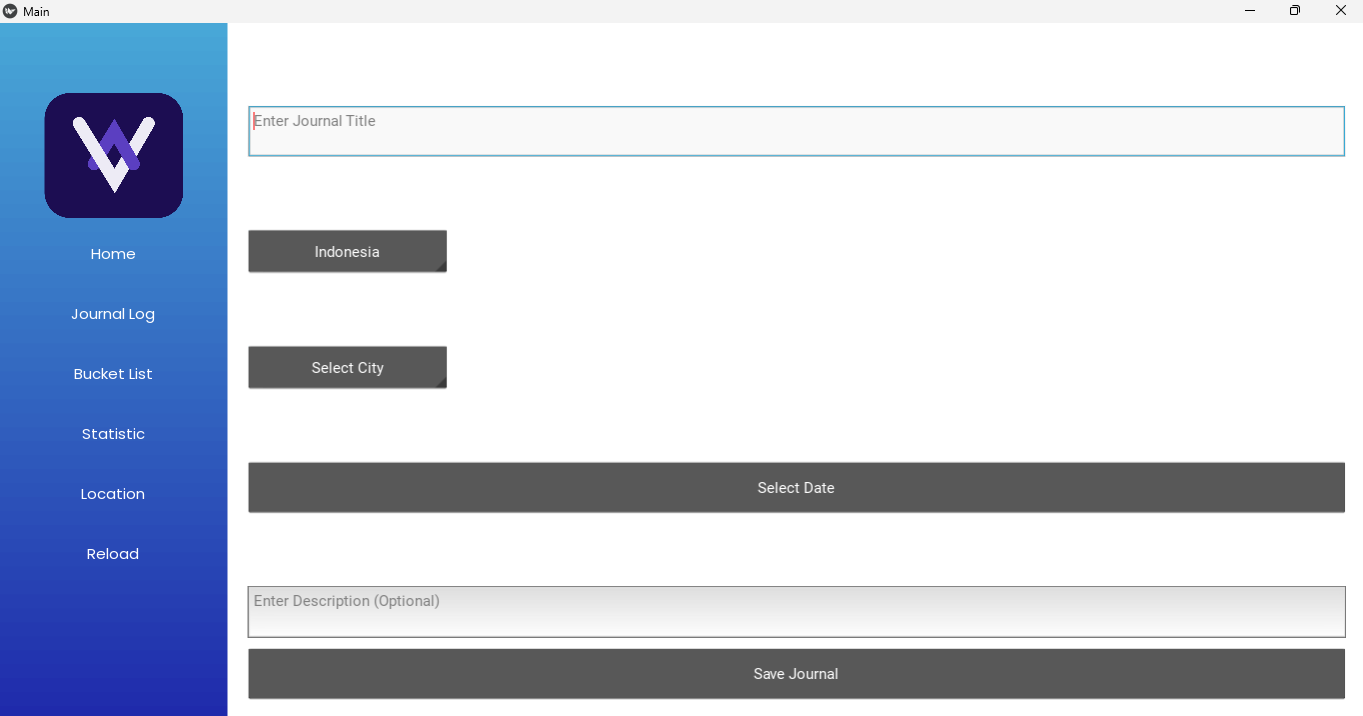 Main
Home
Journal Log
Bucket List
Statistic
Location
Reload
Enter Journal Title
Indonesia
Select City
Select Date
Enter Description (Optional)
Save Journal